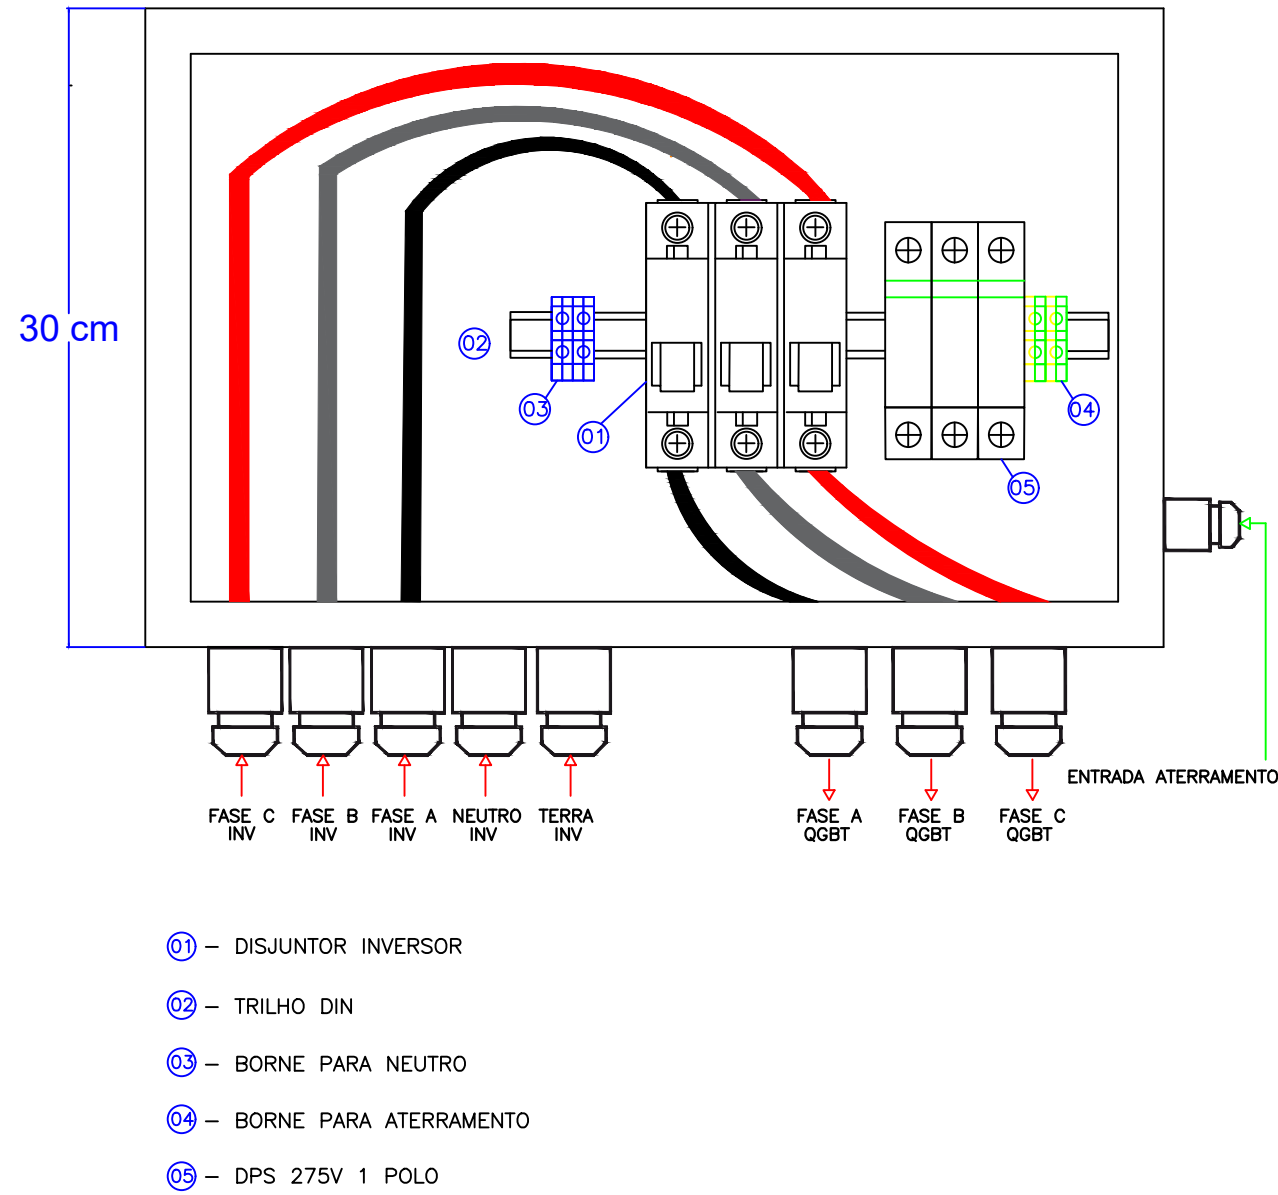 30 cm
02
03
01
04
05
ENTRADA ATERRAMENTO
FASE C
INV
FASE B
INV
FASE A
INV
NEUTRO
INV
TERRA
INV
FASE A
QGBT
FASE B
QGBT
FASE C
QGBT
01 – DISJUNTOR INVERSOR
02 – TRILHO DIN
03 – BORNE PARA NEUTRO
04 – BORNE PARA ATERRAMENTO
05 – DPS 275V 1 POLO